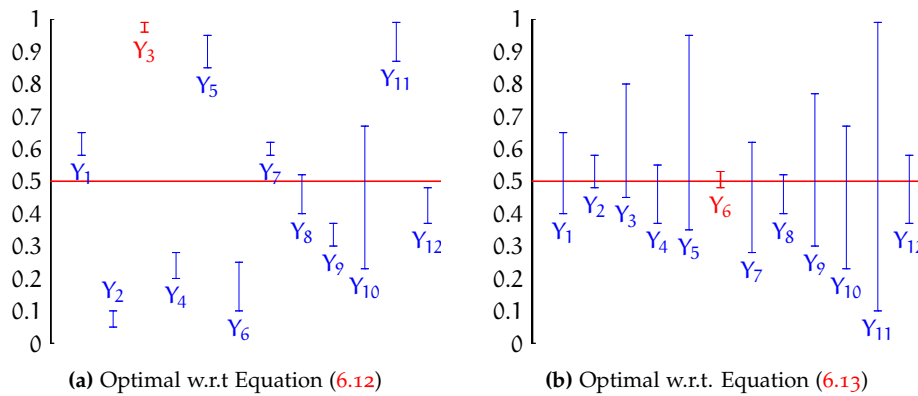 1
0.9
0.8
0.7
0.6
0.5
0.4
0.3
0.2
0.1
0
Y1
Y2
Y3
Y4
Y5
Y6
Y7
Y8
Y9
Y10
Y11
Y12
(a) Optimal w.r.t Equation (6.12)
1
0.9
0.8
0.7
0.6
0.5
0.4
0.3
0.2
0.1
0
Y1
Y2
Y3
Y4
Y5
Y6
Y7
Y8
Y9
Y10
Y11
Y12
(b) Optimal w.r.t. Equation (6.13)